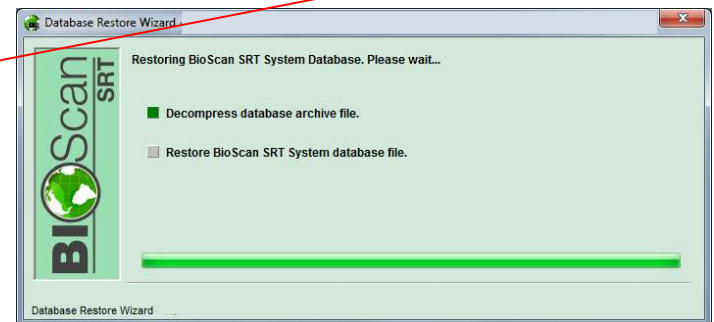 Database Restore Wizard
BIOScan
SRT
Restoring BioScan SRT System Database. Please wait...
Decompress database archive file.
Restore BioScan SRT System database file.
Database Restore Wizard